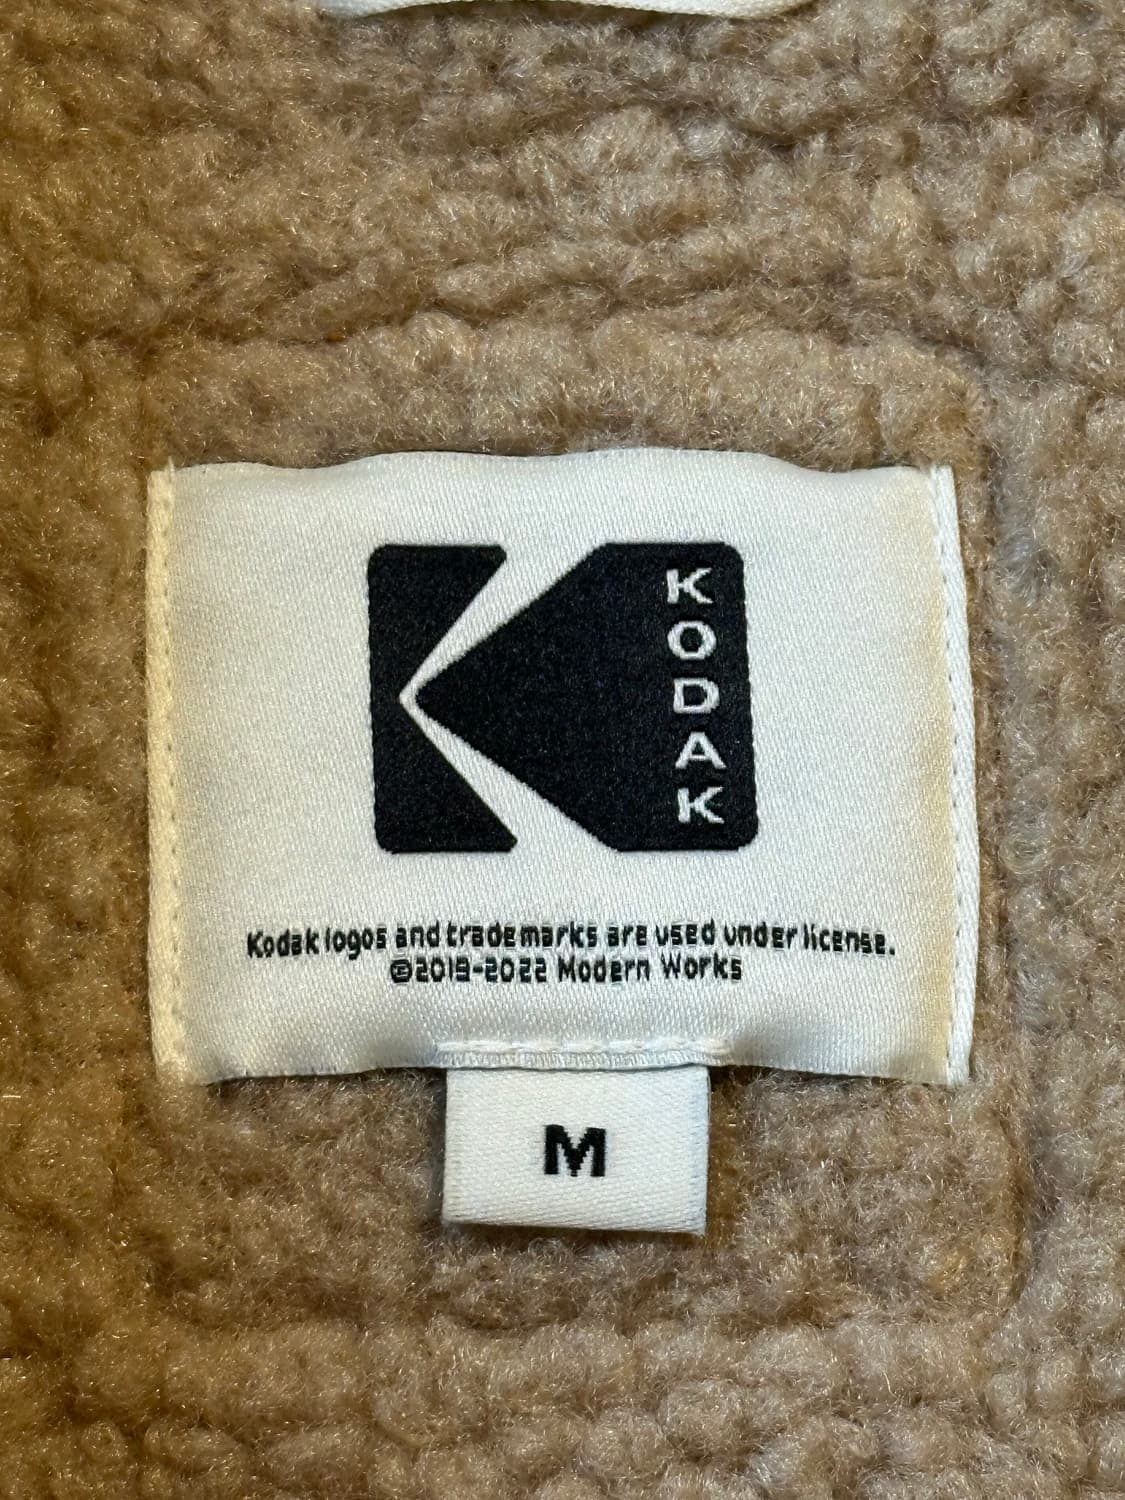 KODAK
Kodak logos and trademarks are used under license.
©2019-2022 Modern Works
M